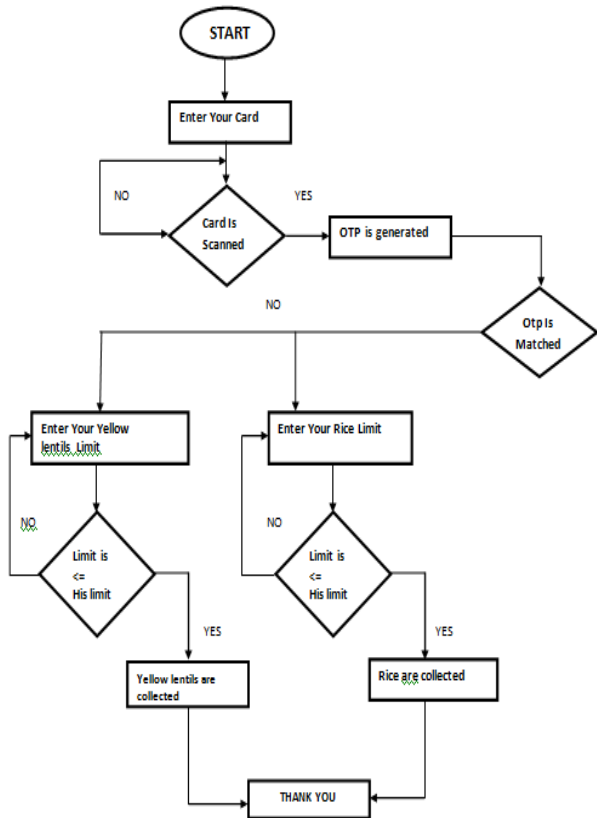 START
Enter Your Card
NO
YES
Card Is
Scanned
OTP is generated
NO
Otp Is
Matched
Enter Your Yellow
lentils Limit
Enter Your Rice Limit
NO
Limit is
<=
His limit
NO
Limit is
<=
His limit
YES
YES
Yellow lentils are
collected
Rice are collected
THANK YOU